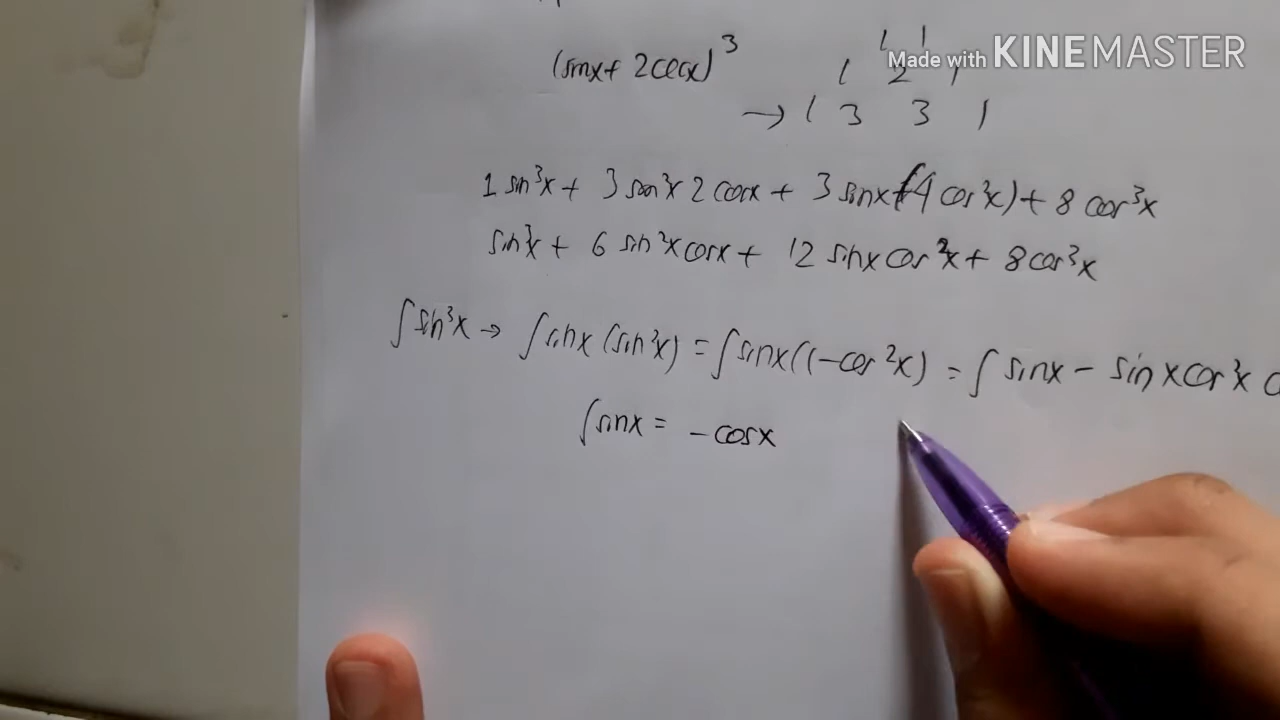 (sinx + 2cosx)³
1 1
Made with KINEMASTER
1 2 1
→ 1 3 3 1
1 sin³x + 3 sin²x 2 cosx + 3 sinx (4 cos²x) + 8 cos³x
sin³x + 6 sin²x cosx + 12 sinx cos²x + 8 cos³x
∫sin³x → ∫sinx (sin²x) = ∫sinx (1-cos²x) = ∫ sinx - sinxcos²x
∫sinx = -cosx